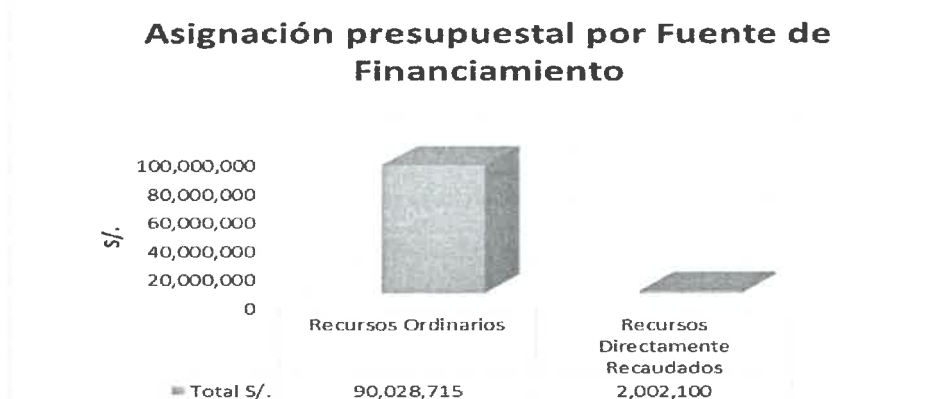 Asignación presupuestal por Fuente de
Financiamiento
100,000,000
80,000,000
60,000,000
40,000,000
20,000,000
0
S/.
Recursos Ordinarios
Recursos
Directamente
Recaudados
Total S/. 90,028,715 2,002,100